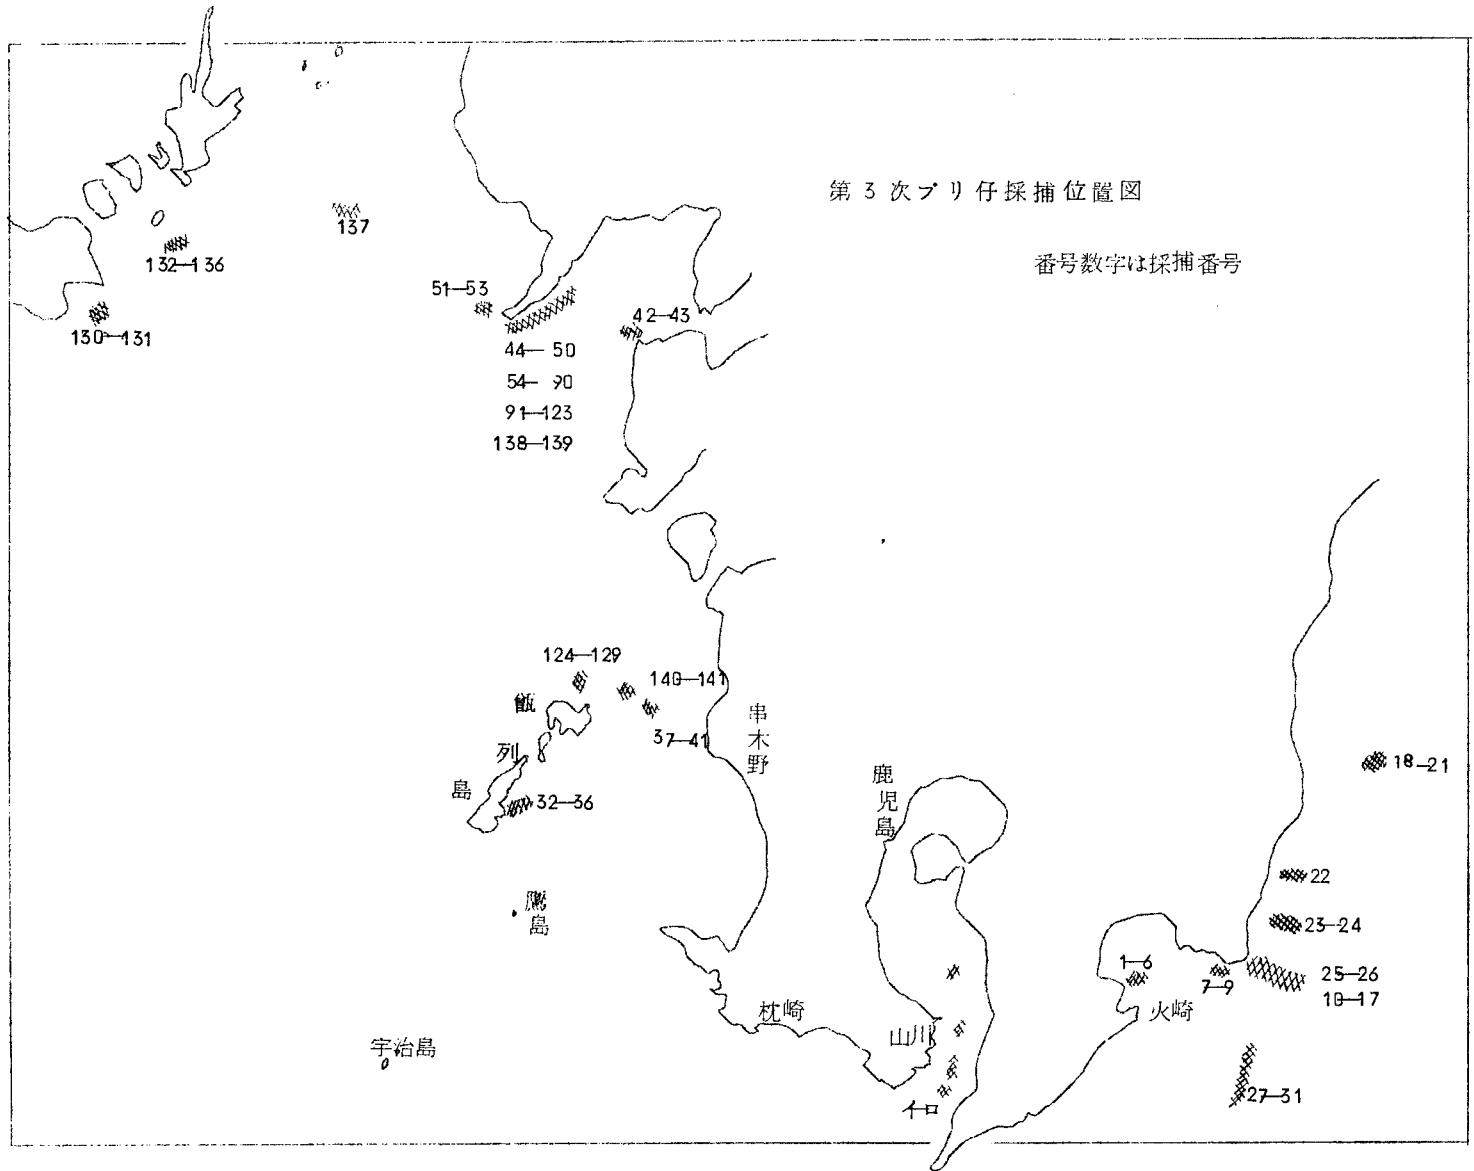 第3次ブリ仔採捕位置図
番号数字は採捕番号
137
132-136
130-131
51-53
42-43
44-50
54-90
91-123
138-139
124-129
140-141
37-41
甑列島
32-36
串木野
鹿児島
18-21
22
23-24
25-26
10-17
1-6
7-9
火崎
27-31
鷹島
宇治島
枕崎
山川
イロ